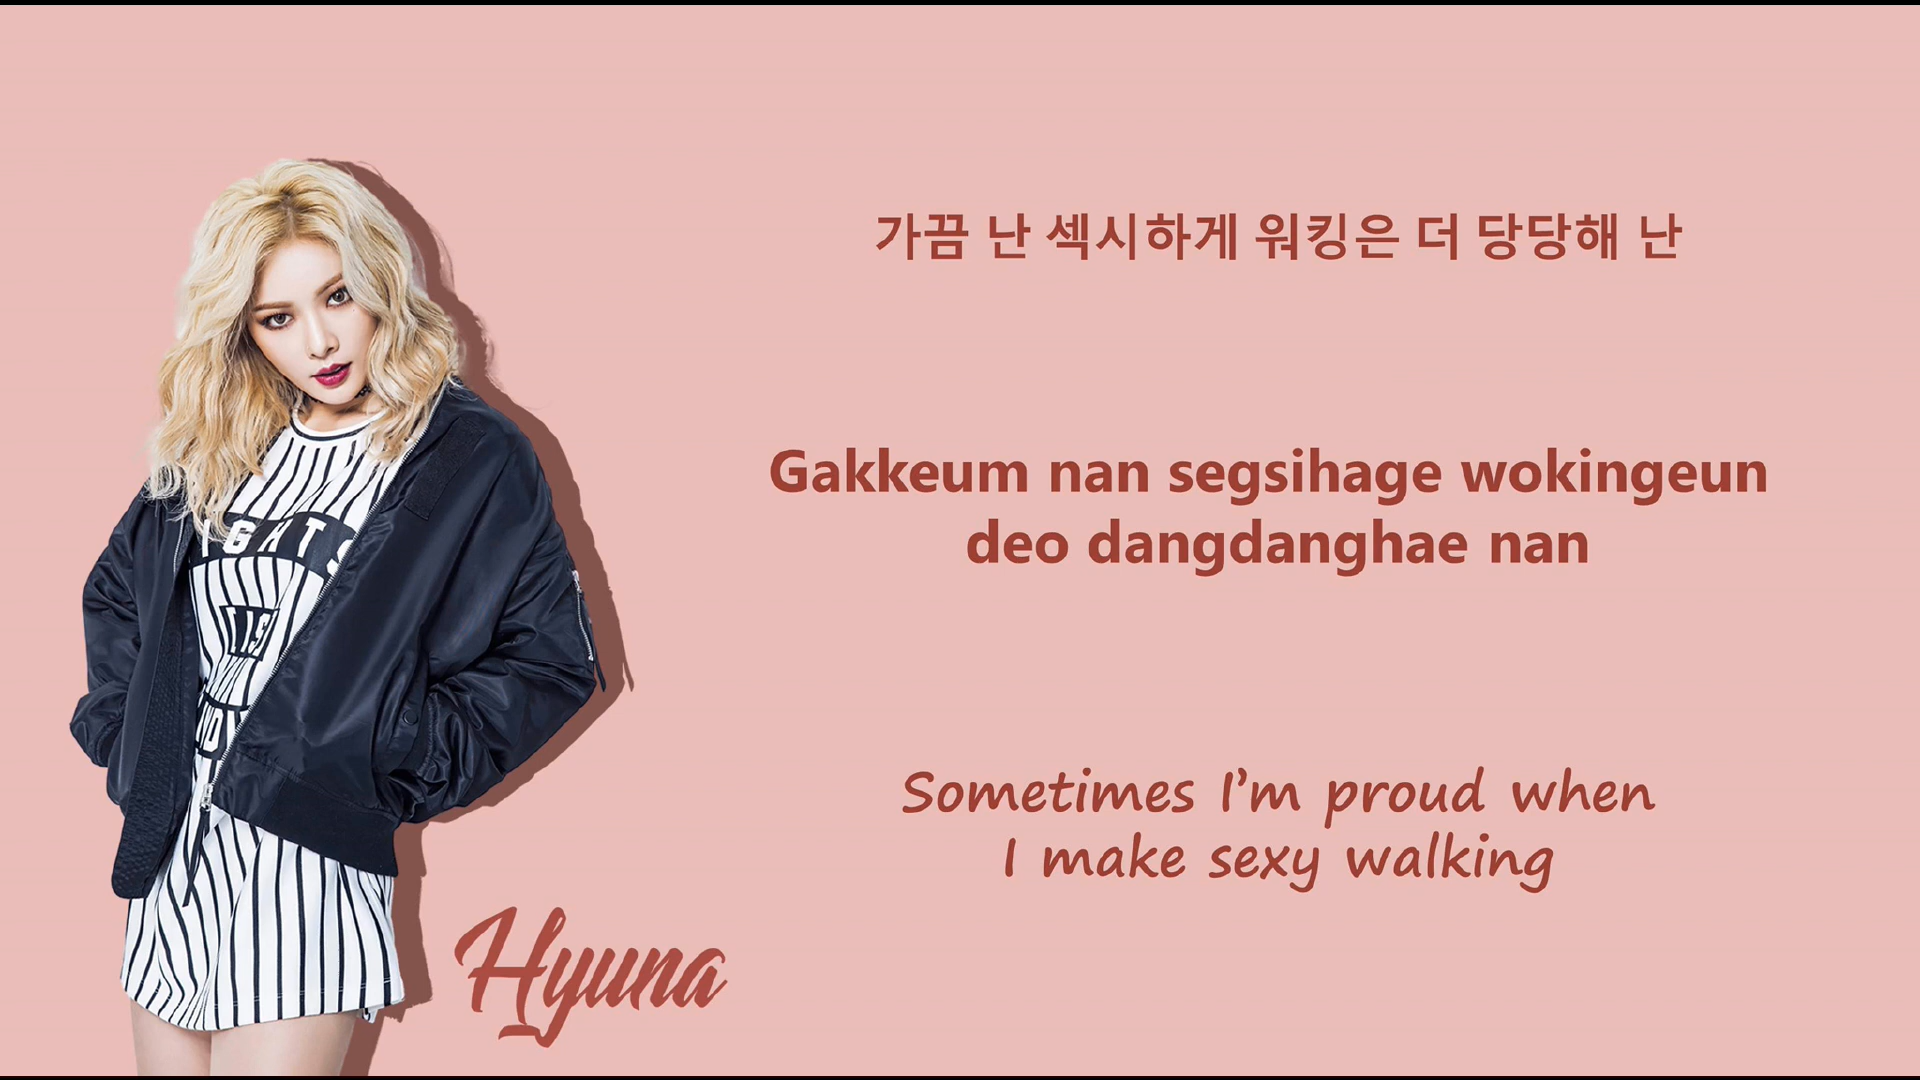 가끔 난 섹시하게 워킹은 더 당당해 난
Gakkeum nan segsihage wokingeun
deo dangdanghae nan
Sometimes I'm proud when
I make sexy walking
Hyuna